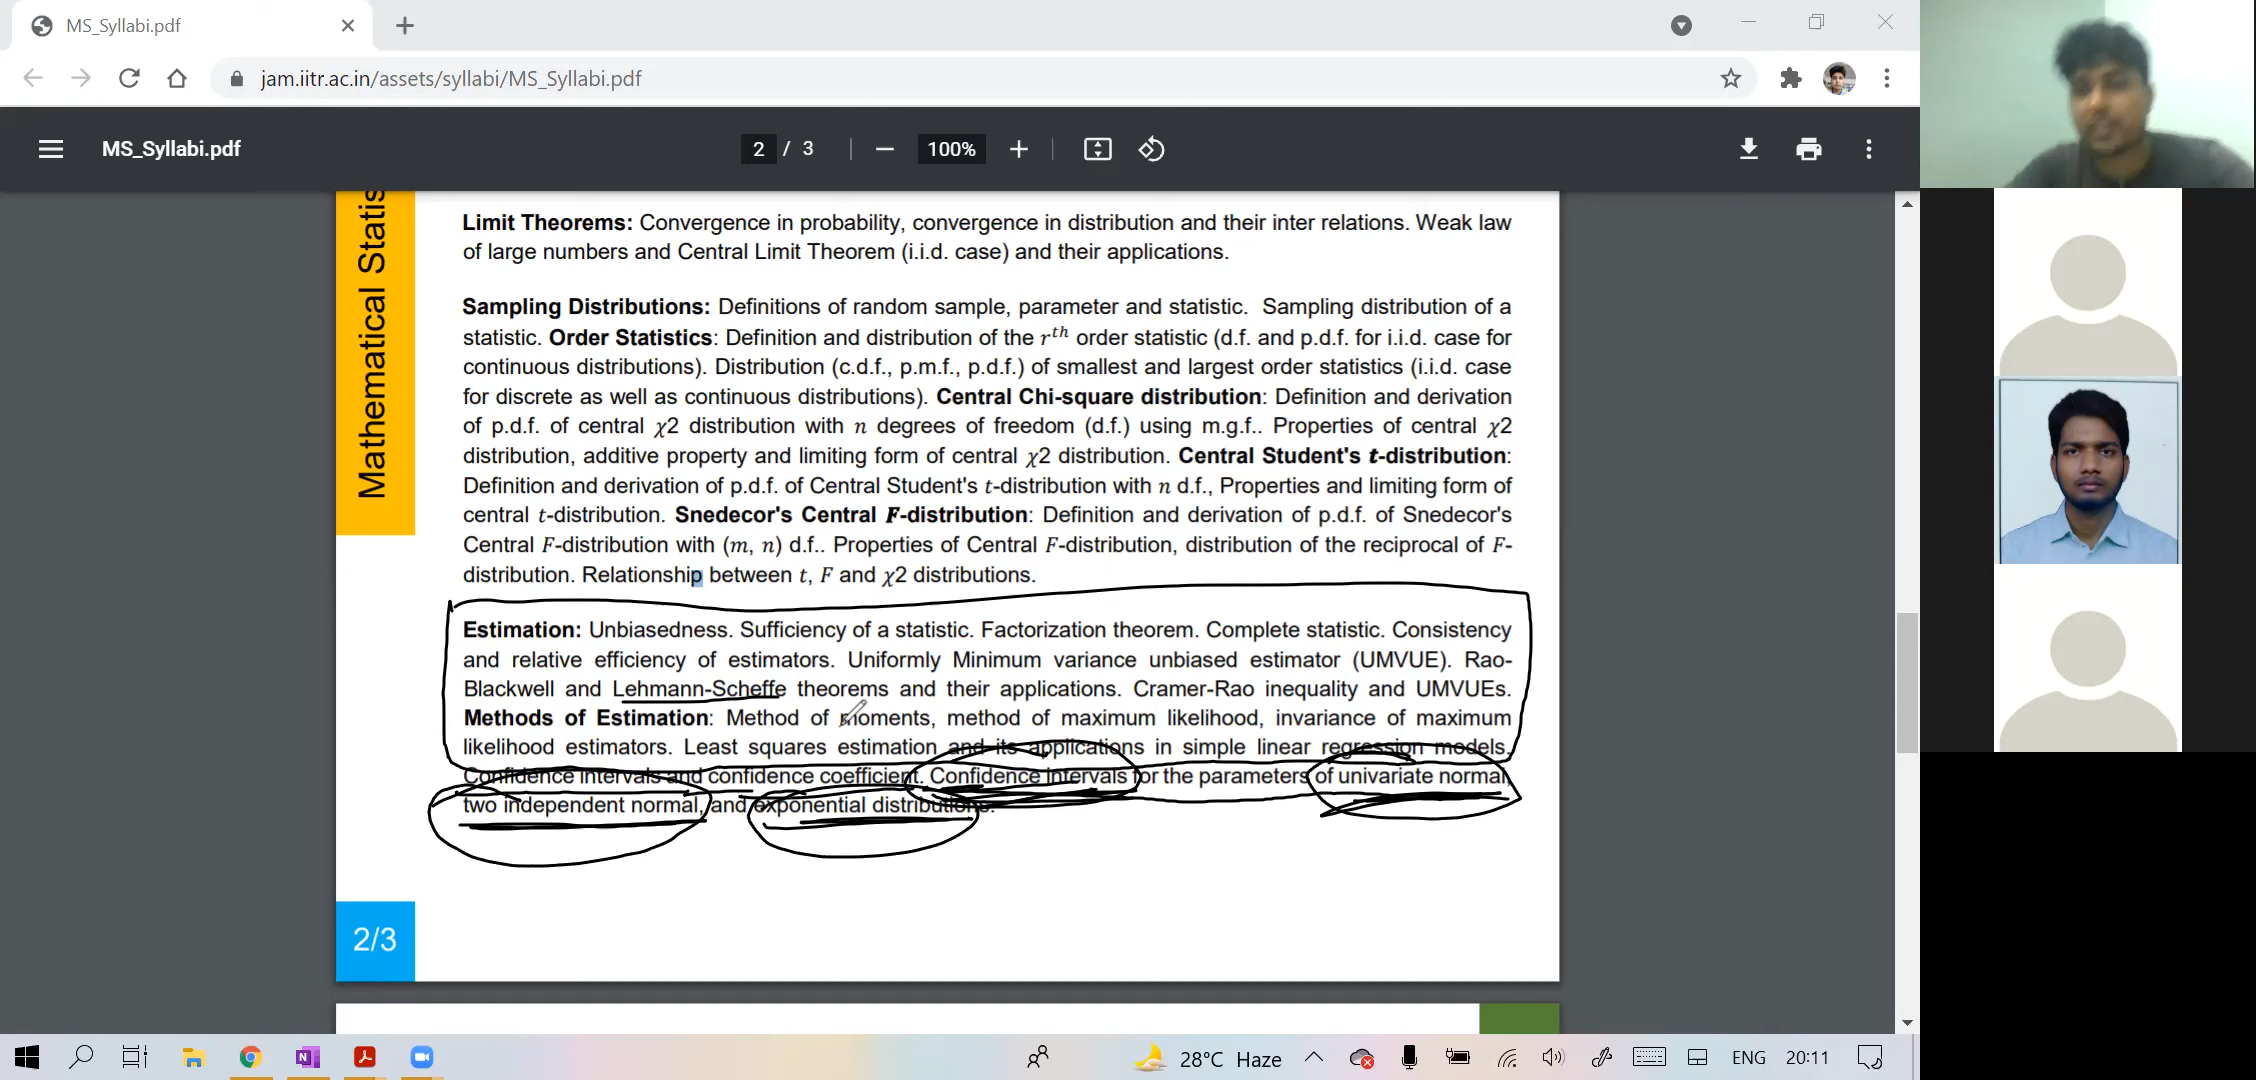 MS_Syllabi.pdf
jam.iitr.ac.in/assets/syllabi/MS_Syllabi.pdf
MS_Syllabi.pdf
2 / 3
100%
Mathematical Statis
Limit Theorems: Convergence in probability, convergence in distribution and their inter relations. Weak law
of large numbers and Central Limit Theorem (i.i.d. case) and their applications.
Sampling Distributions: Definitions of random sample, parameter and statistic. Sampling distribution of a
statistic. Order Statistics: Definition and distribution of the rᵗʰ order statistic (d.f. and p.d.f. for i.i.d. case for
continuous distributions). Distribution (c.d.f., p.m.f., p.d.f.) of smallest and largest order statistics (i.i.d. case
for discrete as well as continuous distributions). Central Chi-square distribution: Definition and derivation
of p.d.f. of central χ2 distribution with n degrees of freedom (d.f.) using m.g.f.. Properties of central χ2
distribution, additive property and limiting form of central χ2 distribution. Central Student's t-distribution:
Definition and derivation of p.d.f. of Central Student's t-distribution with n d.f., Properties and limiting form of
central t-distribution. Snedecor's Central F-distribution: Definition and derivation of p.d.f. of Snedecor's
Central F-distribution with (m, n) d.f.. Properties of Central F-distribution, distribution of the reciprocal of F-
distribution. Relationship between t, F and χ2 distributions.
Estimation: Unbiasedness. Sufficiency of a statistic. Factorization theorem. Complete statistic. Consistency
and relative efficiency of estimators. Uniformly Minimum variance unbiased estimator (UMVUE). Rao-
Blackwell and Lehmann-Scheffe theorems and their applications. Cramer-Rao inequality and UMVUEs.
Methods of Estimation: Method of moments, method of maximum likelihood, invariance of maximum
likelihood estimators. Least squares estimation and its applications in simple linear regression models.
Confidence intervals and confidence coefficient. Confidence intervals for the parameters of univariate normal,
two independent normal, and exponential distributions.
2/3
28°C Haze
ENG
20:11